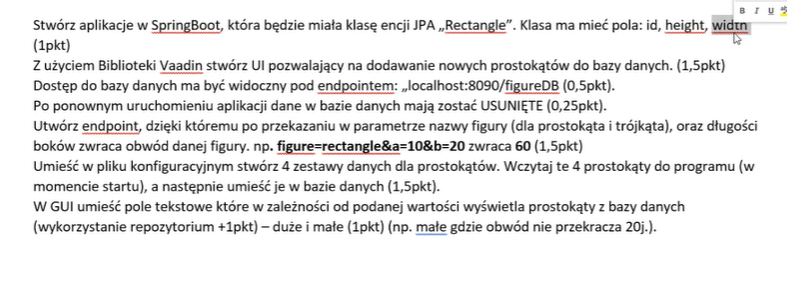 B I U
Stwórz aplikacje w SpringBoot, która będzie miała klasę encji JPA „Rectangle”. Klasa ma mieć pola: id, height, width
(1pkt)
Z użyciem Biblioteki Vaadin stwórz UI pozwalający na dodawanie nowych prostokątów do bazy danych. (1,5pkt)
Dostęp do bazy danych ma być widoczny pod endpointem: „localhost:8090/figureDB (0,5pkt).
Po ponownym uruchomieniu aplikacji dane w bazie danych mają zostać USUNIĘTE (0,25pkt).
Utwórz endpoint, dzięki któremu po przekazaniu w parametrze nazwy figury (dla prostokąta i trójkąta), oraz długości
boków zwraca obwód danej figury. np. figure=rectangle&a=10&b=20 zwraca 60 (1,5pkt)
Umieść w pliku konfiguracyjnym stwórz 4 zestawy danych dla prostokątów. Wczytaj te 4 prostokąty do programu (w
momencie startu), a następnie umieść je w bazie danych (1,5pkt).
W GUI umieść pole tekstowe które w zależności od podanej wartości wyświetla prostokąty z bazy danych
(wykorzystanie repozytorium +1pkt) – duże i małe (1pkt) (np. małe gdzie obwód nie przekracza 20j.).